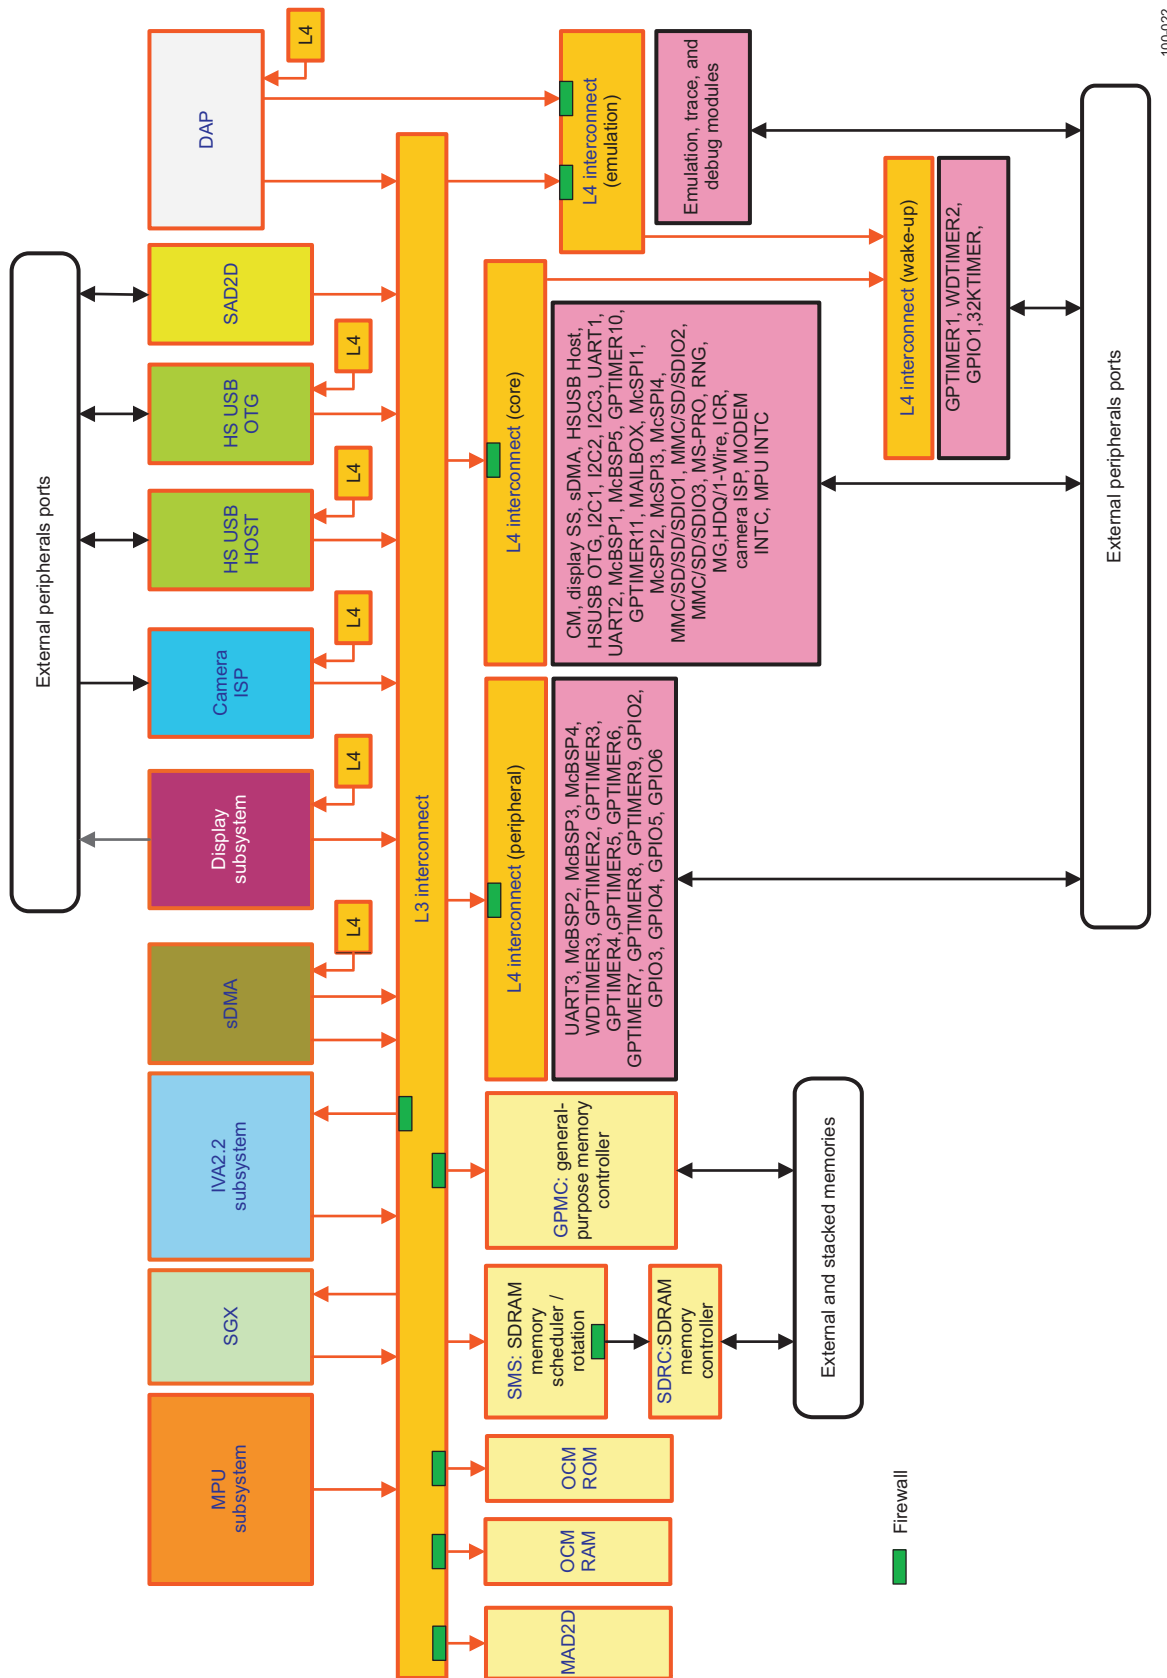 External peripherals ports
MPU
subsystem
SGX
IVA2.2
subsystem
sDMA
Display
subsystem
Camera
ISP
HS USB
HOST
HS USB
OTG
SAD2D
DAP
L4
L4
L4
L4
L4
L4
L3 interconnect
MAD2D
OCM
RAM
OCM
ROM
SMS: SDRAM
memory
scheduler /
rotation
SDRC:SDRAM
memory
controller
GPMC: general-
purpose memory
controller
L4 interconnect (peripheral)
UART3, McBSP2, McBSP3, McBSP4,
WDTIMER3, GPTIMER2, GPTIMER3,
GPTIMER4,GPTIMER5, GPTIMER6,
GPTIMER7, GPTIMER8, GPTIMER9, GPIO2,
GPIO3, GPIO4, GPIO5, GPIO6
L4 interconnect (core)
CM, display SS, sDMA, HSUSB Host,
HSUSB OTG, I2C1, I2C2, I2C3, UART1,
UART2, McBSP1, McBSP5, GPTIMER10,
GPTIMER11, MAILBOX, McSPI1,
McSPI2, McSPI3, McSPI4,
MMC/SD/SDIO1, MMC/SD/SDIO2,
MMC/SD/SDIO3, MS-PRO, RNG,
MG,HDQ/1-Wire, ICR,
camera ISP, MODEM
INTC, MPU INTC
L4 interconnect
(emulation)
Emulation, trace, and
debug modules
L4 interconnect (wake-up)
GPTIMER1, WDTIMER2,
GPIO1,32KTIMER,
External and stacked memories
External peripherals ports
Firewall